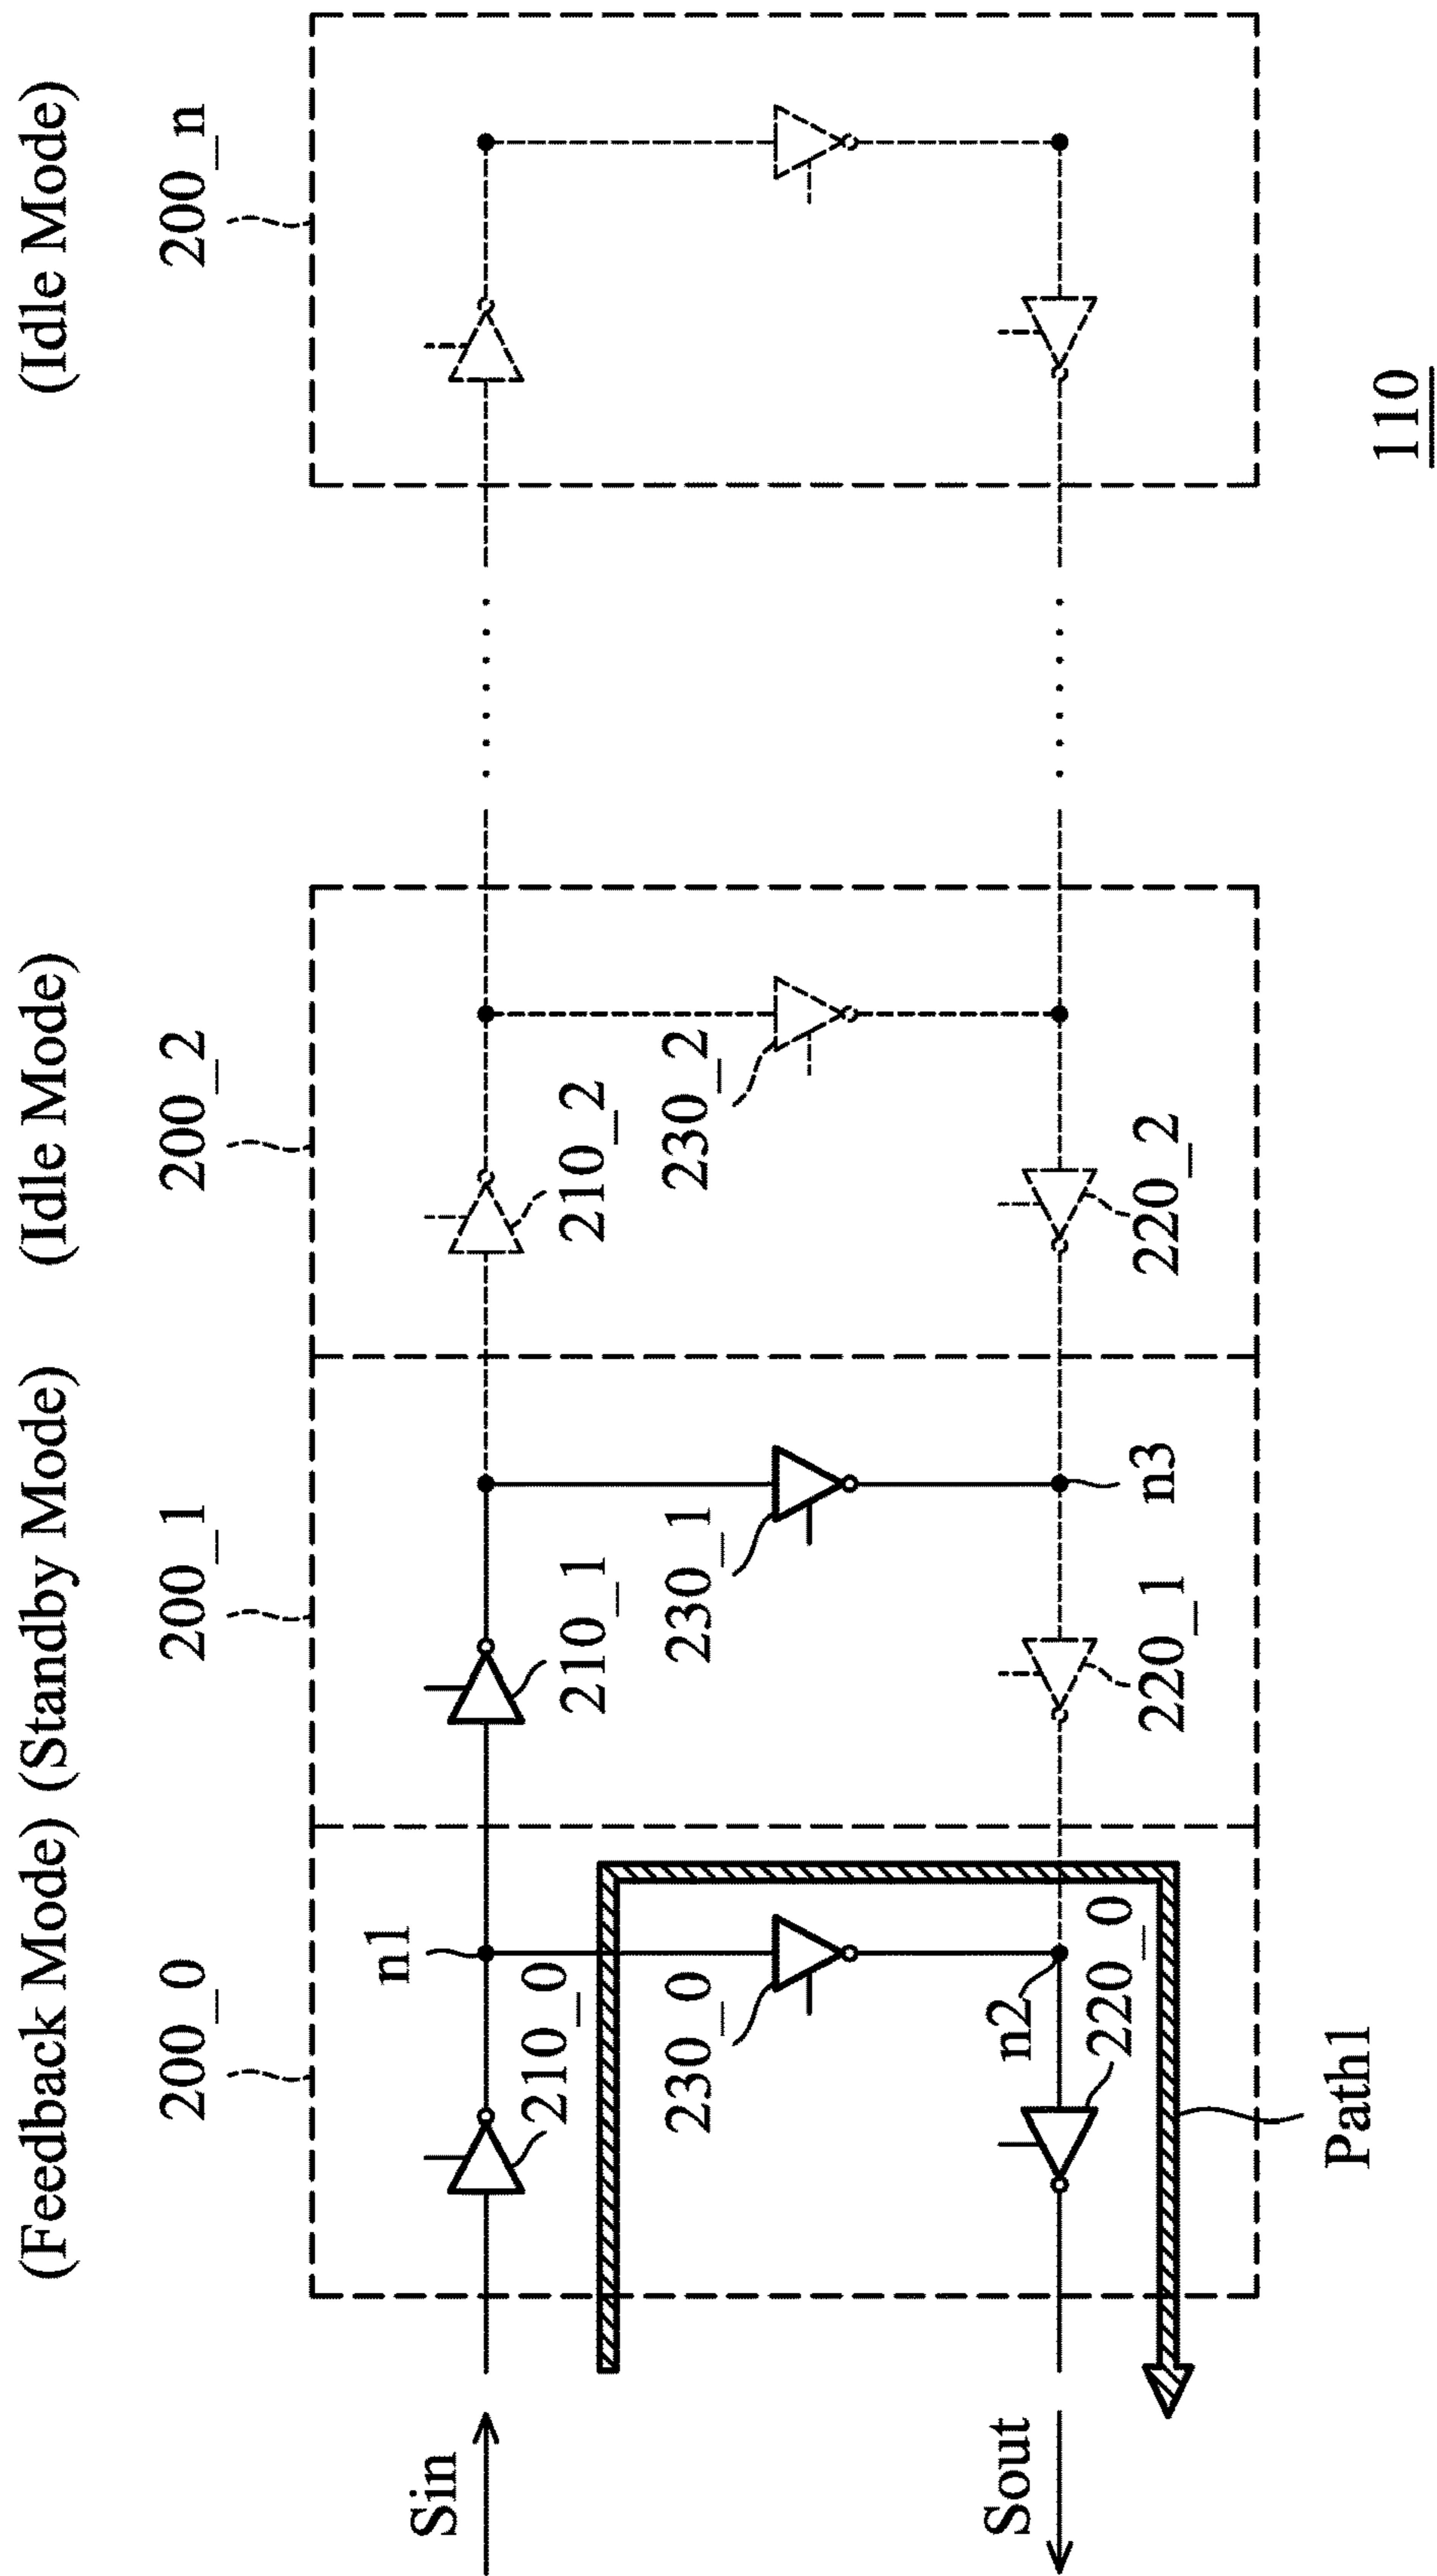 (Feedback Mode) (Standby Mode) (Idle Mode) (Idle Mode)
200_0 200_1 200_2 200_n
Sin
n1
210_0 210_1 210_2
230_0 230_1 230_2
Sout
n2
220_0 220_1 220_2
n3
Path1
110